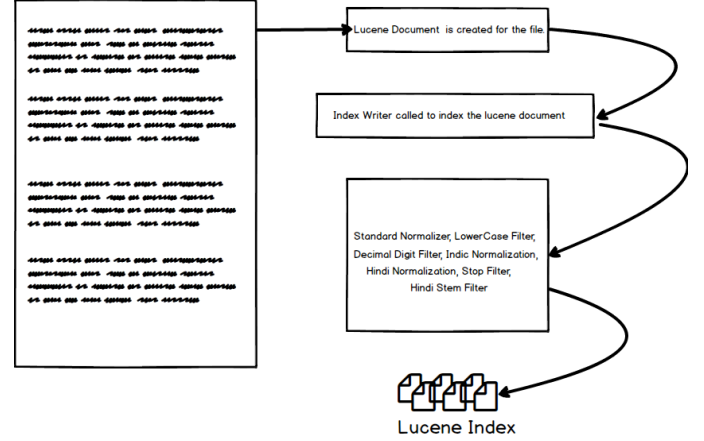 Lucene Document is created for the file.
Index Writer called to index the lucene document
Standard Normalizer, LowerCase Filter,
Decimal Digit Filter, Indic Normalization,
Hindi Normalization, Stop Filter,
Hindi Stem Filter
Lucene Index